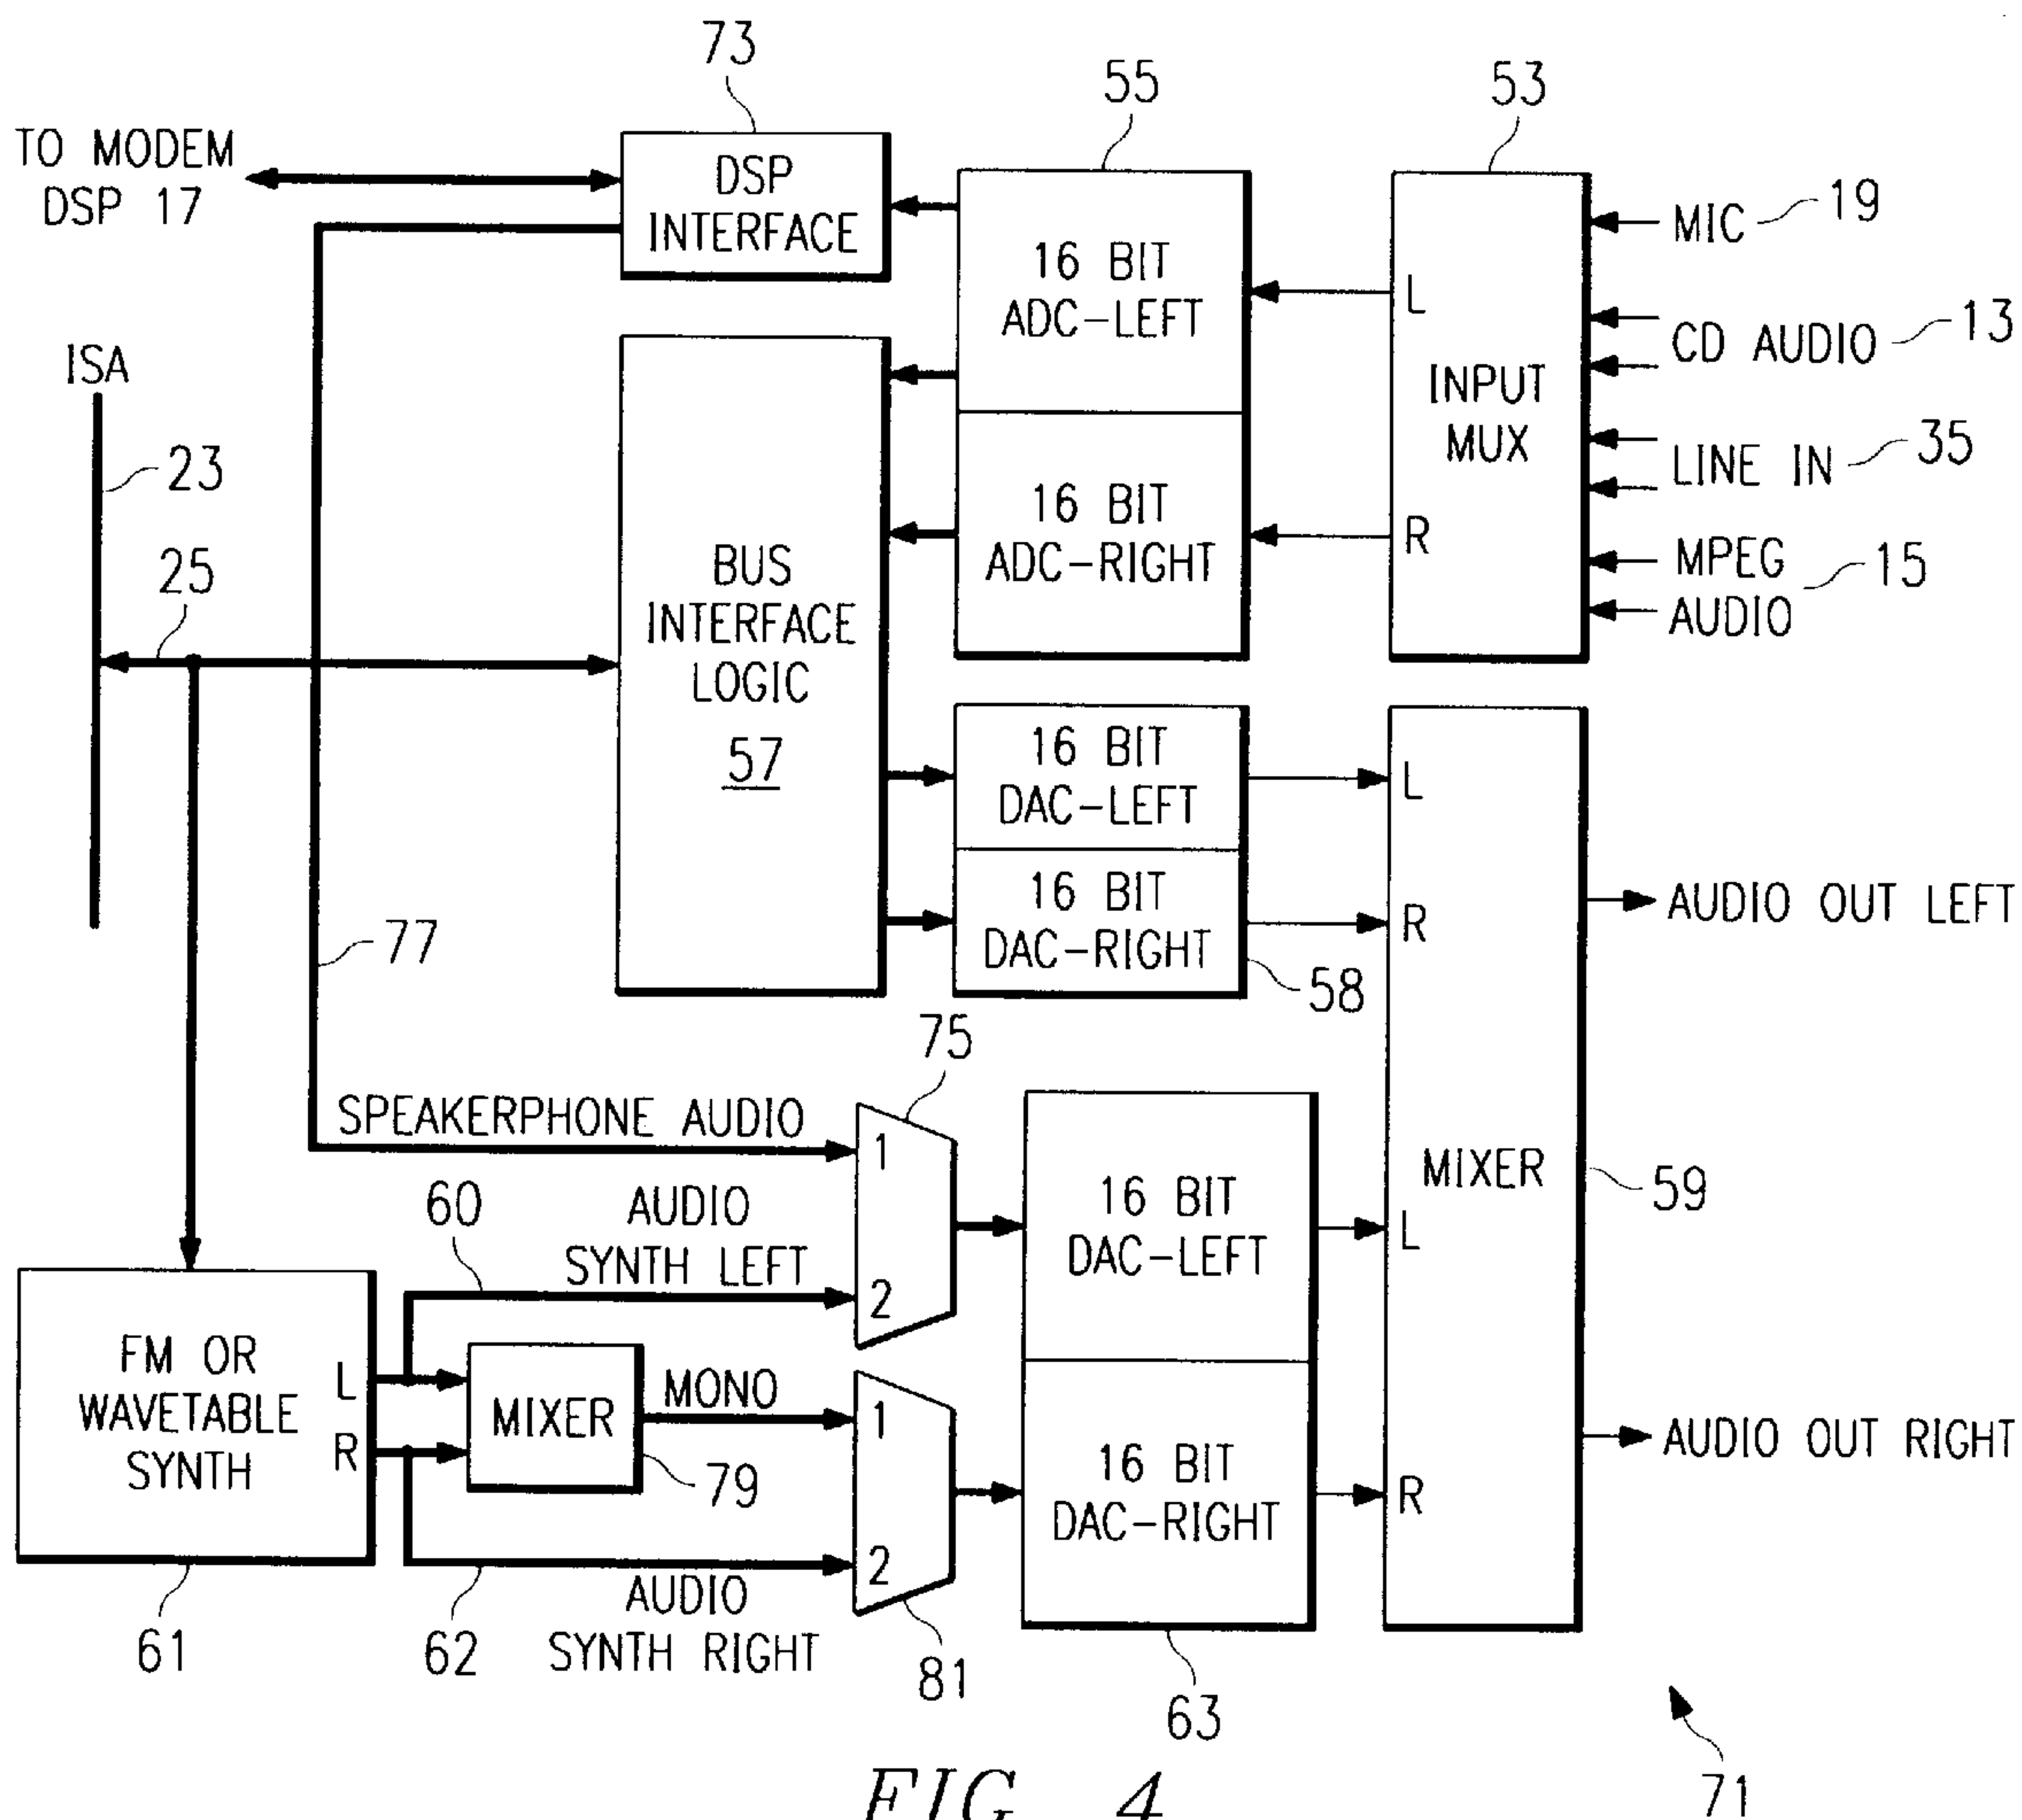 73
55
53
TO MODEM
DSP 17
DSP
INTERFACE
16 BIT
ADC-LEFT
16 BIT
ADC-RIGHT
L
INPUT
MUX
R
MIC
19
CD AUDIO
13
LINE IN
35
MPEG
AUDIO
15
ISA
23
25
BUS
INTERFACE
LOGIC
57
16 BIT
DAC-LEFT
16 BIT
DAC-RIGHT
58
L
R
AUDIO OUT LEFT
77
75
SPEAKERPHONE AUDIO
1
2
60
AUDIO
SYNTH LEFT
16 BIT
DAC-LEFT
16 BIT
DAC-RIGHT
L
R
MIXER
59
AUDIO OUT RIGHT
FM OR
WAVETABLE
SYNTH
L
R
MIXER
MONO
79
1
2
61
62
AUDIO
SYNTH RIGHT
81
63
71
FIG. 4